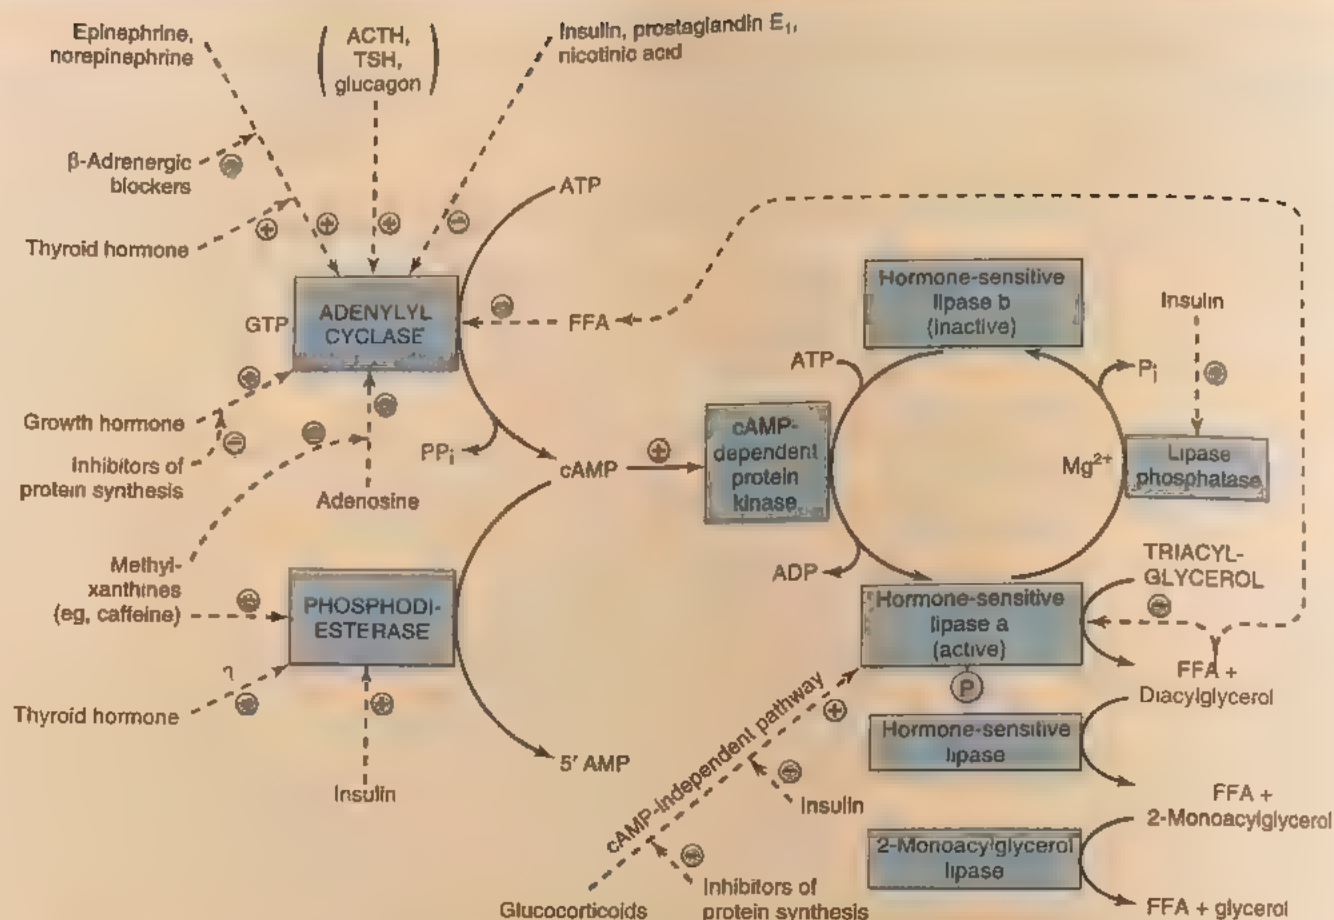 Epinephrine,
norepinephrine
ACTH,
TSH,
glucagon
Insulin, prostaglandin E₁,
nicotinic acid
β-Adrenergic
blockers
Thyroid hormone
+
+
+
−
ATP
GTP
ADENYLYL
CYCLASE
FFA
Growth hormone
−
Inhibitors of
protein synthesis
Adenosine
PPi
cAMP
+
Methyl-
xanthines
(eg, caffeine)
PHOSPHODI-
ESTERASE
?
Thyroid hormone
+
Insulin
5′ AMP
Hormone-sensitive
lipase b
(inactive)
Insulin
ATP
Pi
cAMP-
dependent
protein
kinase
Mg²⁺
Lipase
phosphatase
ADP
TRIACYL-
GLYCEROL
−
Hormone-sensitive
lipase a
(active)
P
FFA +
Diacylglycerol
Hormone-sensitive
lipase
cAMP-independent pathway
+
Insulin
FFA +
2-Monoacylglycerol
2-Monoacylglycerol
lipase
Glucocorticoids
Inhibitors of
protein synthesis
FFA + glycerol